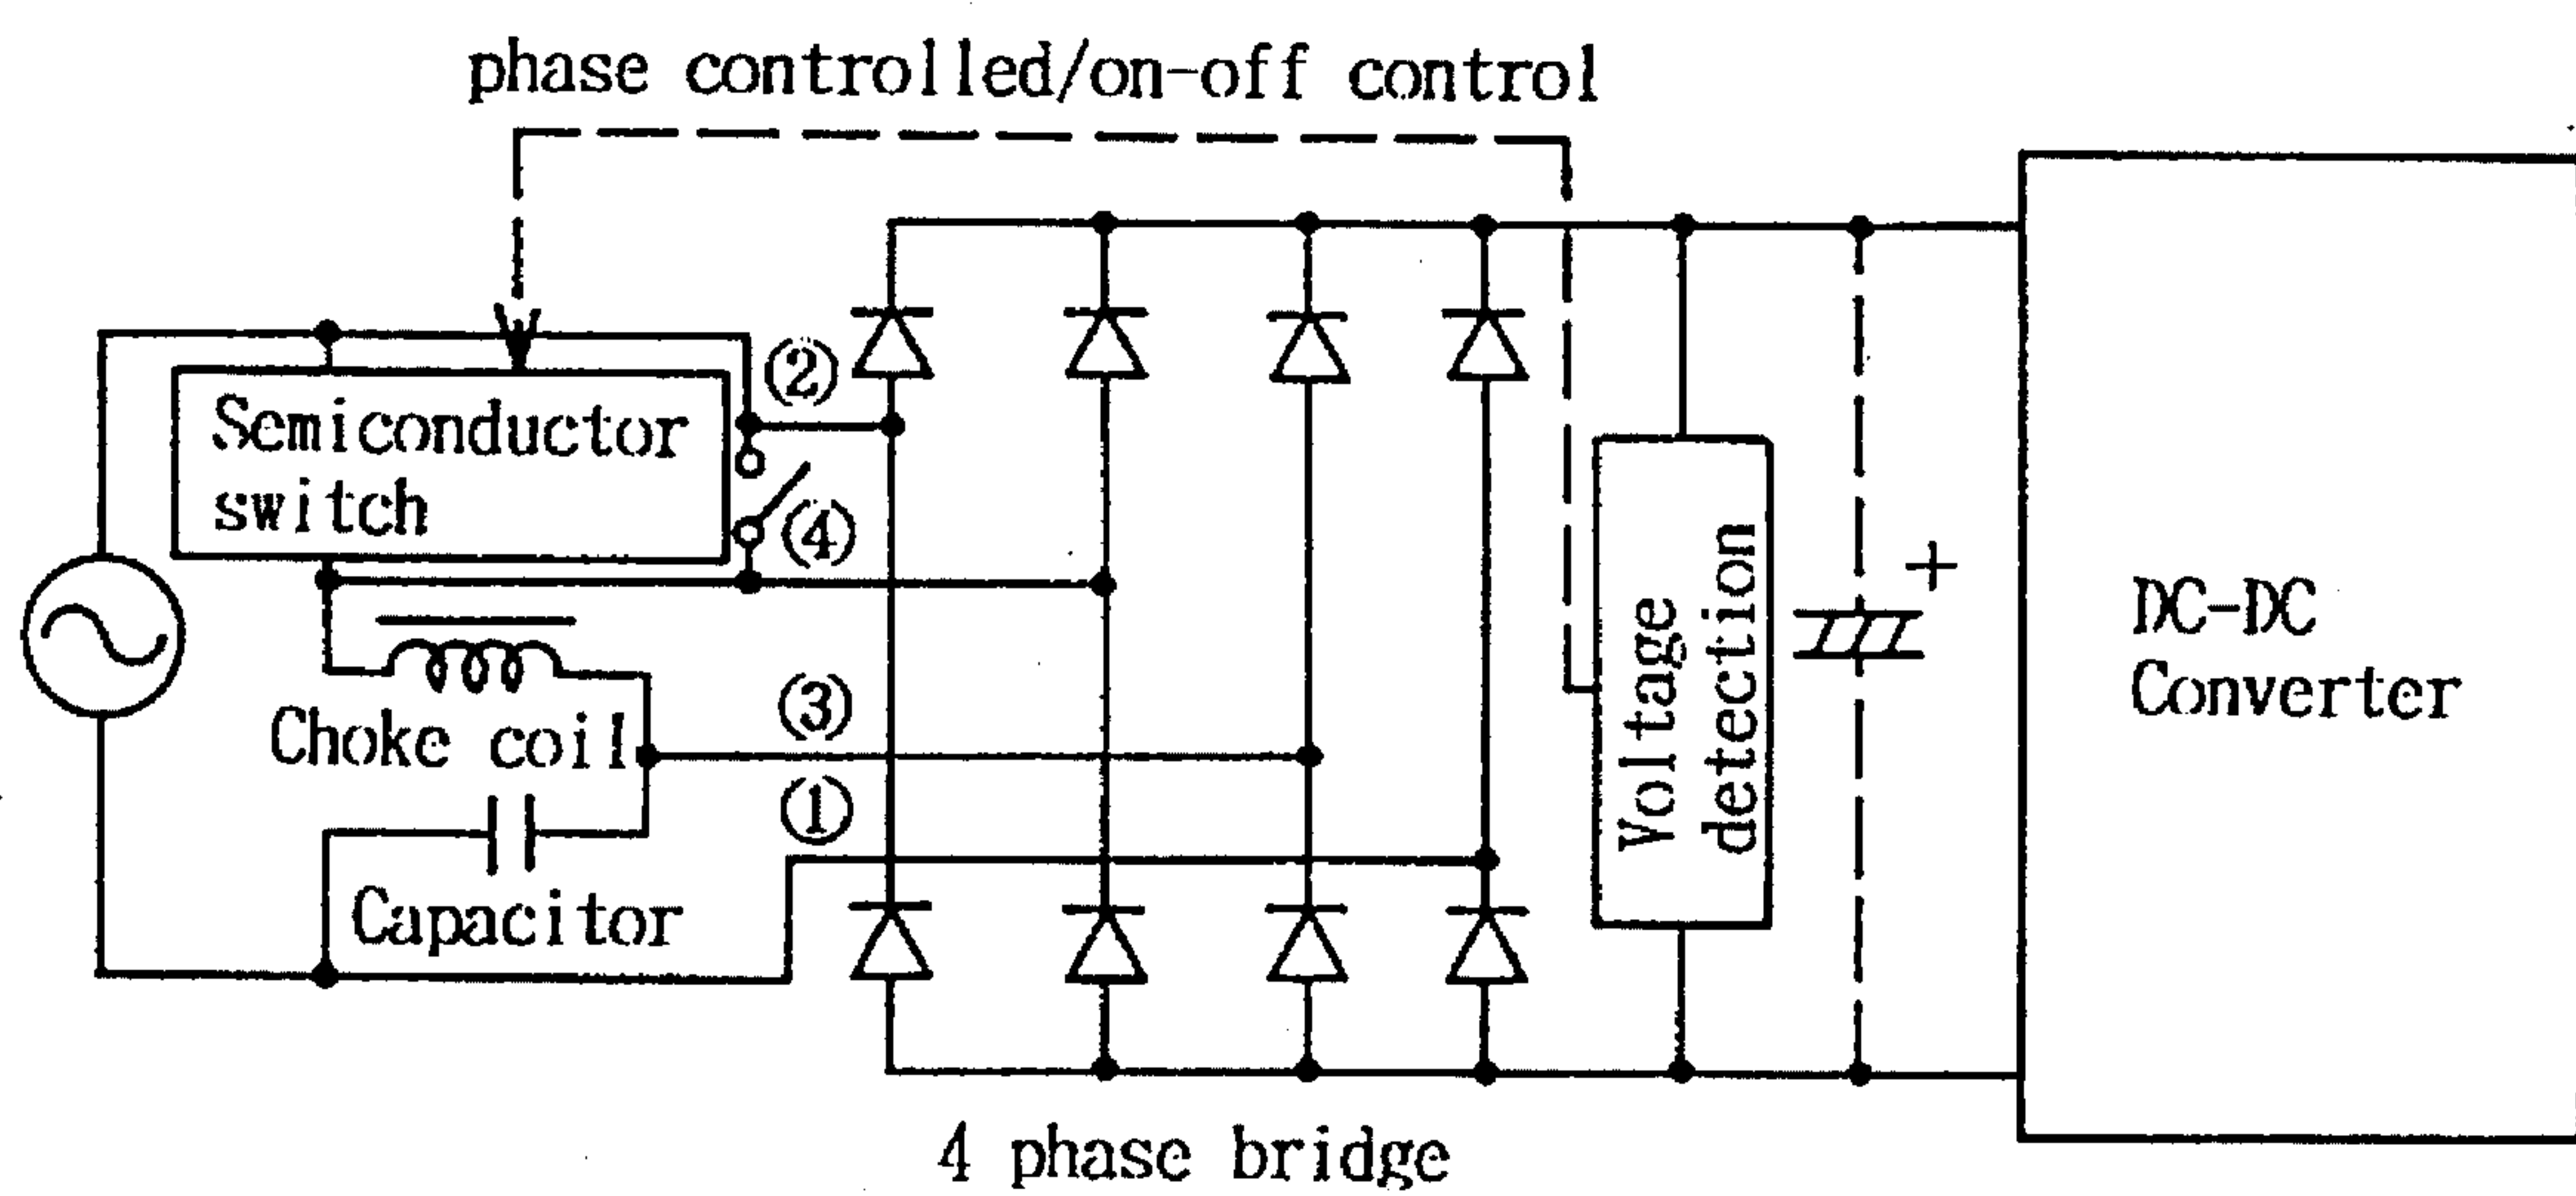 phase controlled/on-off control
②
Semiconductor
switch
④
+
DC-DC
Converter
Voltage
detection
③
Choke coil
①
Capacitor
4 phase bridge